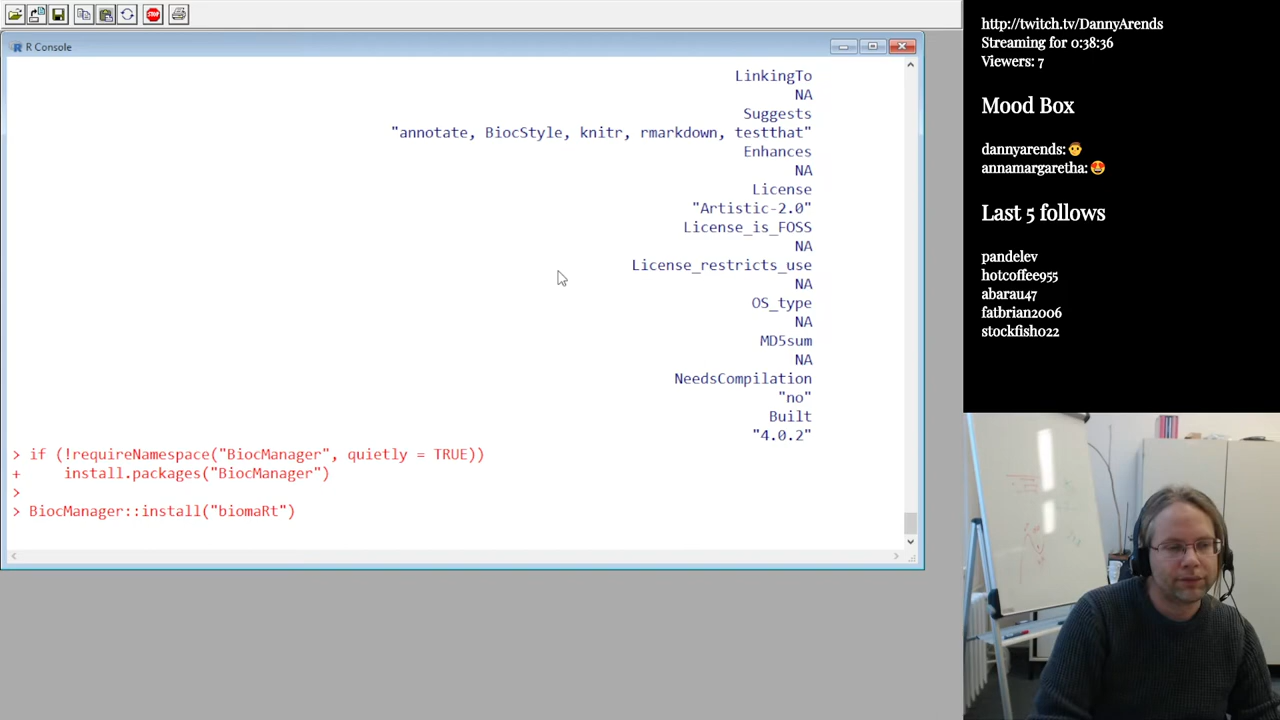 R Console
LinkingTo
NA
Suggests
"annotate, BiocStyle, knitr, rmarkdown, testthat"
Enhances
NA
License
"Artistic-2.0"
License_is_FOSS
NA
License_restricts_use
NA
OS_type
NA
MD5sum
NA
NeedsCompilation
"no"
Built
"4.0.2"
> if (!requireNamespace("BiocManager", quietly = TRUE))
+     install.packages("BiocManager")
>
> BiocManager::install("biomaRt")
http://twitch.tv/DannyArends
Streaming for 0:38:36
Viewers: 7
Mood Box
dannyarends:
annamargaretha:
Last 5 follows
pandelev
hotcoffee955
abarau47
fatbrian2006
stockfish022